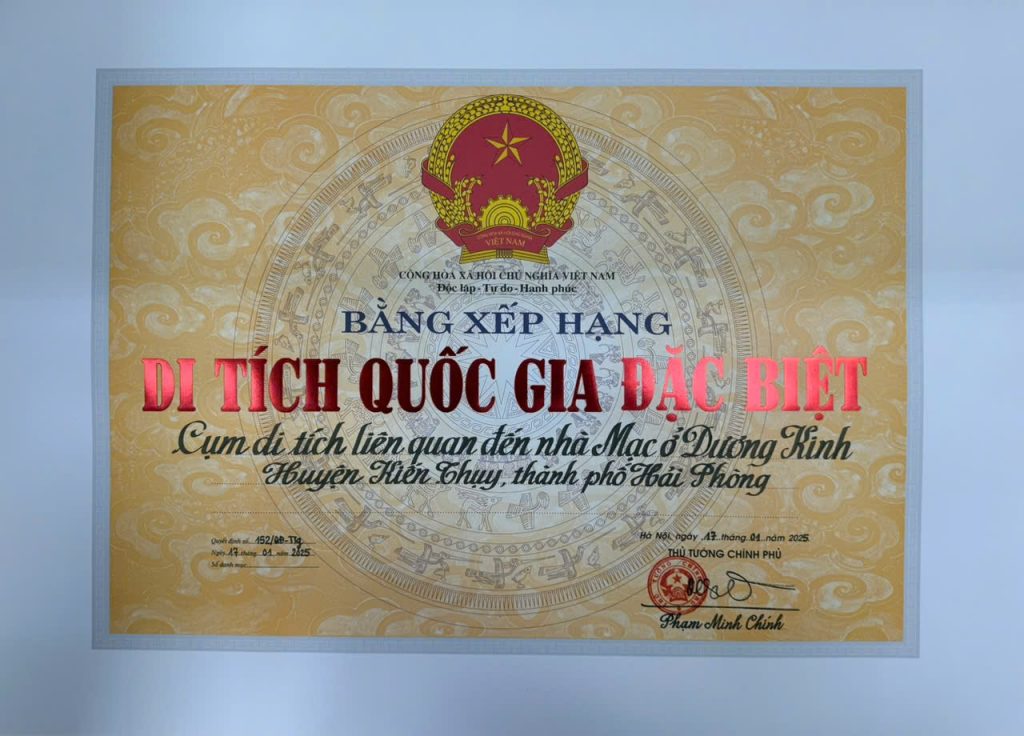 VIỆT NAM
CỘNG HÒA XÃ HỘI CHỦ NGHĨA VIỆT NAM
Độc lập - Tự do - Hạnh phúc
BẰNG XẾP HẠNG
DI TÍCH QUỐC GIA ĐẶC BIỆT
Cụm di tích liên quan đến nhà Mạc ở Dương Kinh
Huyện Kiến Thụy, thành phố Hải Phòng
Quyết định số: 152/QĐ-TTg
Ngày 17 tháng 01 năm 2025
Số danh mục
Hà Nội, ngày 17 tháng 01 năm 2025
THỦ TƯỚNG CHÍNH PHỦ
Phạm Minh Chính